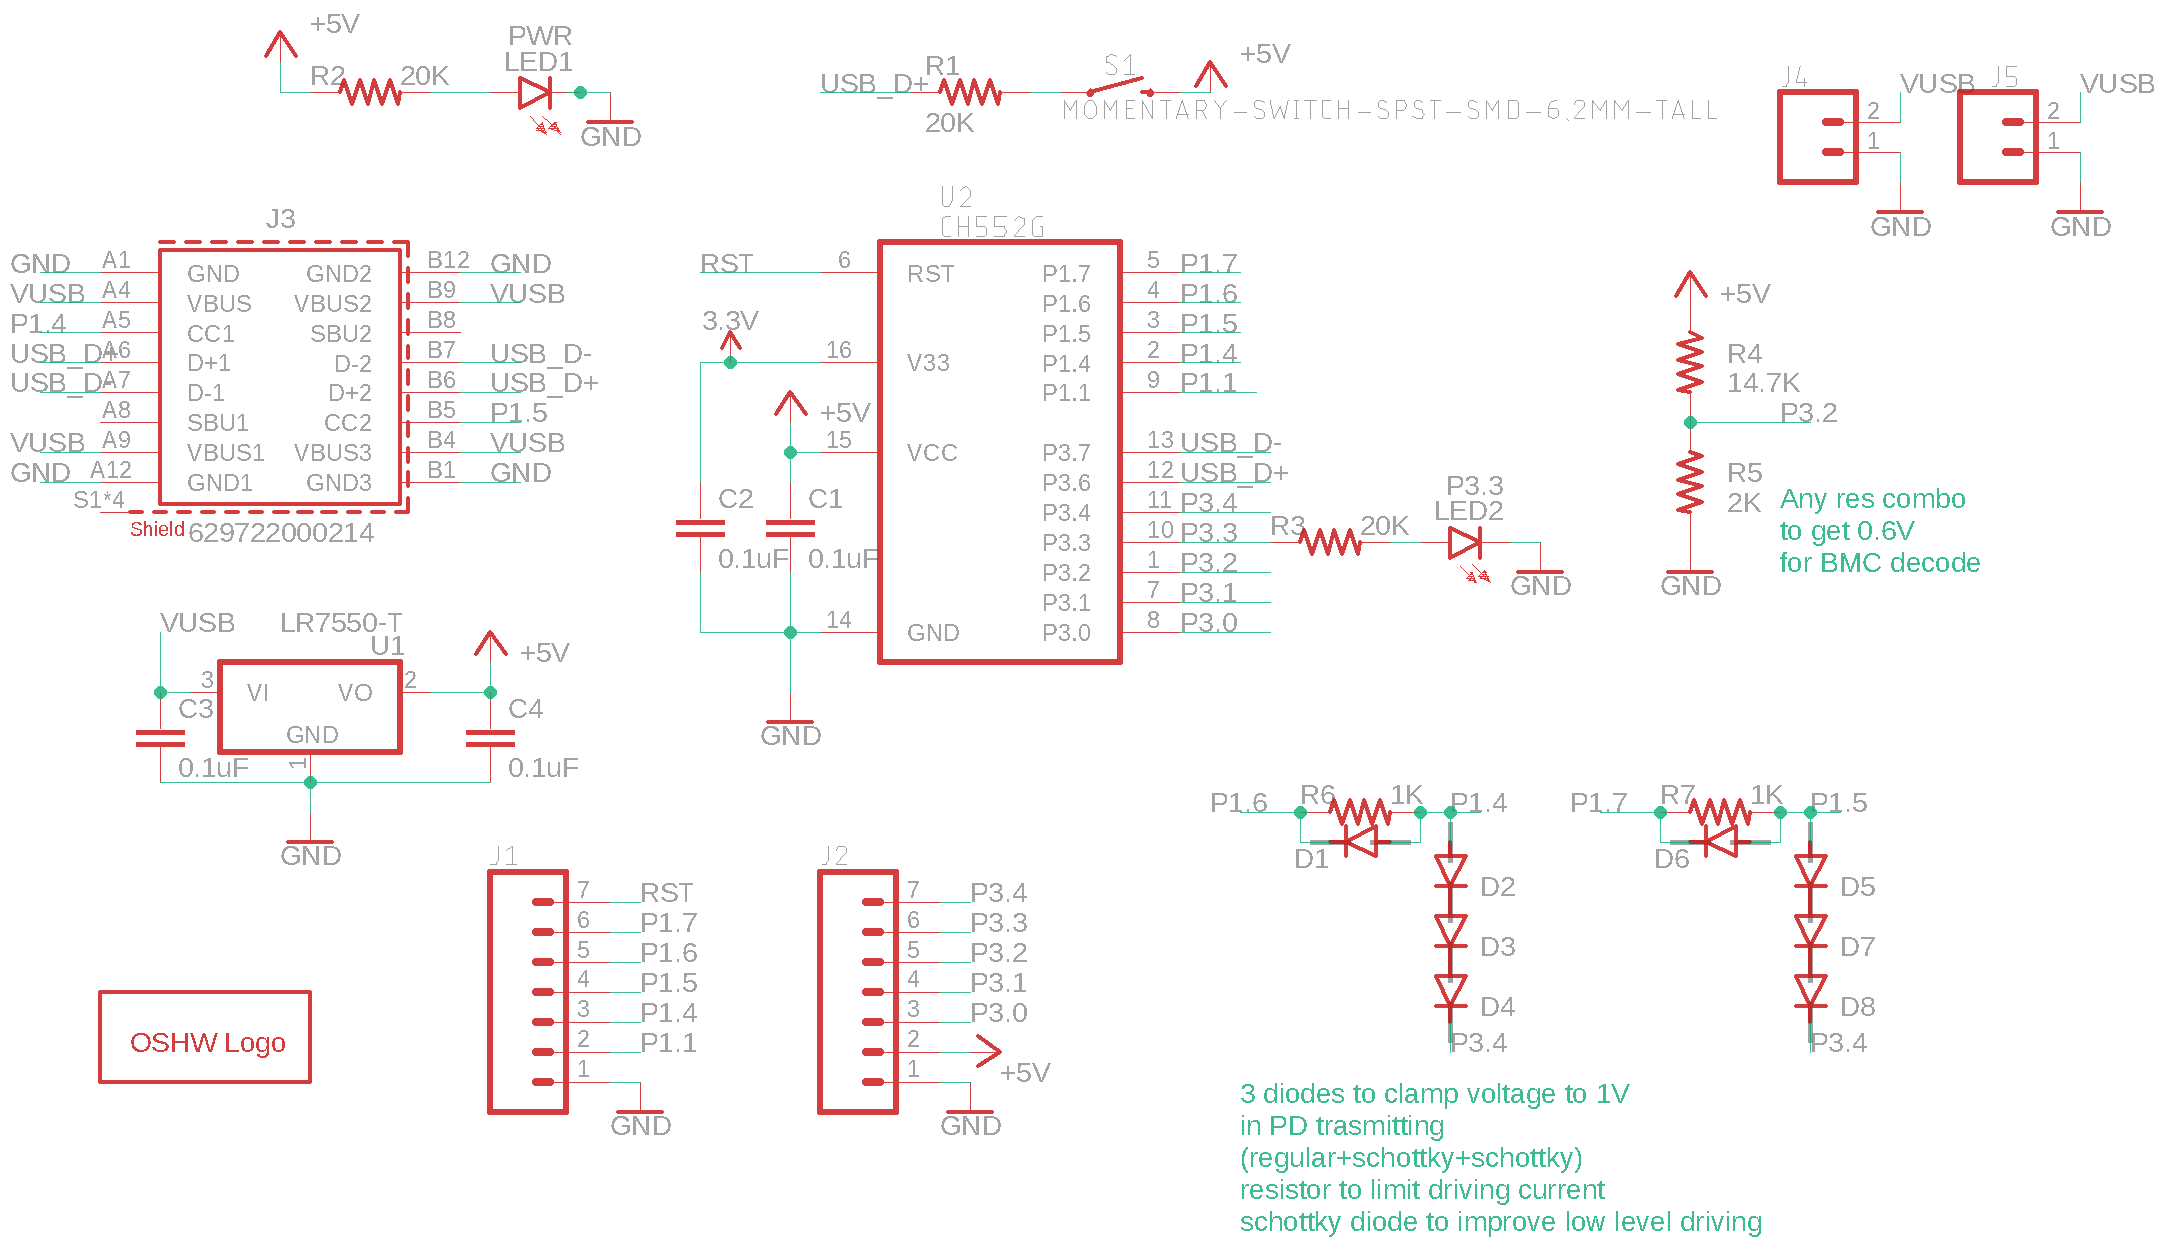 +5V
R2
20K
PWR
LED1
GND
USB_D+
R1
20K
S1
+5V
MOMENTARY-SWITCH-SPST-SMD-6.2MM-TALL
J4
VUSB
2
1
GND
J5
VUSB
2
1
GND
J3
GND A1 GND GND2 B12 GND
VUSB A4 VBUS VBUS2 B9 VUSB
P1.4 A5 CC1 SBU2 B8
USB_D+ A6 D+1 D-2 B7 USB_D-
USB_D- A7 D-1 D+2 B6 USB_D+
A8 SBU1 CC2 B5 P1.5
VUSB A9 VBUS1 VBUS3 B4 VUSB
GND A12 GND1 GND3 B1 GND
S1*4
Shield
629722000214
U2
CH552G
RST 6 RST P1.7 5 P1.7
P1.6 4 P1.6
P1.5 3 P1.5
3.3V 16 V33 P1.4 2 P1.4
P1.1 9 P1.1
+5V
15 VCC P3.7 13 USB_D-
P3.6 12 USB_D+
P3.4 11 P3.4
P3.3 10 P3.3
P3.2 1 P3.2
P3.1 7 P3.1
14 GND P3.0 8 P3.0
C2
0.1uF
C1
0.1uF
GND
R3
20K
P3.3
LED2
GND
+5V
R4
14.7K
P3.2
R5
2K
GND
Any res combo
to get 0.6V
for BMC decode
VUSB
LR7550-T
U1
+5V
3 VI VO 2
GND
1
C3
0.1uF
C4
0.1uF
GND
P1.6
R6
1K
P1.4
D1
D2
D3
D4
P3.4
P1.7
R7
1K
P1.5
D6
D5
D7
D8
P3.4
J1
7 RST
6 P1.7
5 P1.6
4 P1.5
3 P1.4
2 P1.1
1
GND
J2
7 P3.4
6 P3.3
5 P3.2
4 P3.1
3 P3.0
2
+5V
1
GND
OSHW Logo
3 diodes to clamp voltage to 1V
in PD trasmitting
(regular+schottky+schottky)
resistor to limit driving current
schottky diode to improve low level driving